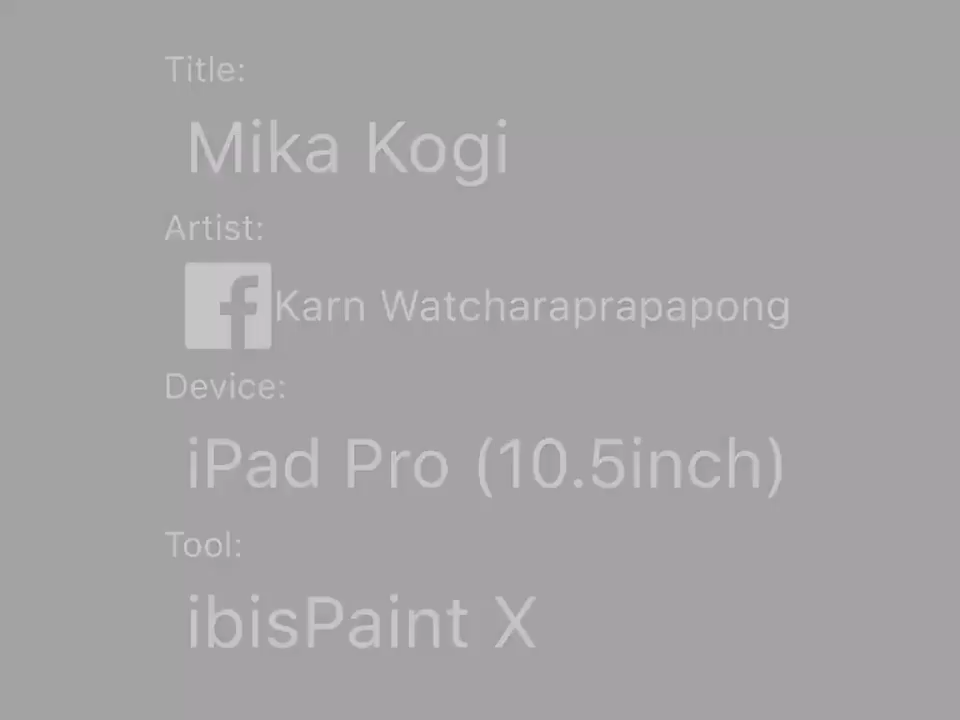 Title:
Mika Kogi
Artist:
Karn Watcharaprapapong
Device:
iPad Pro (10.5inch)
Tool:
ibisPaint X